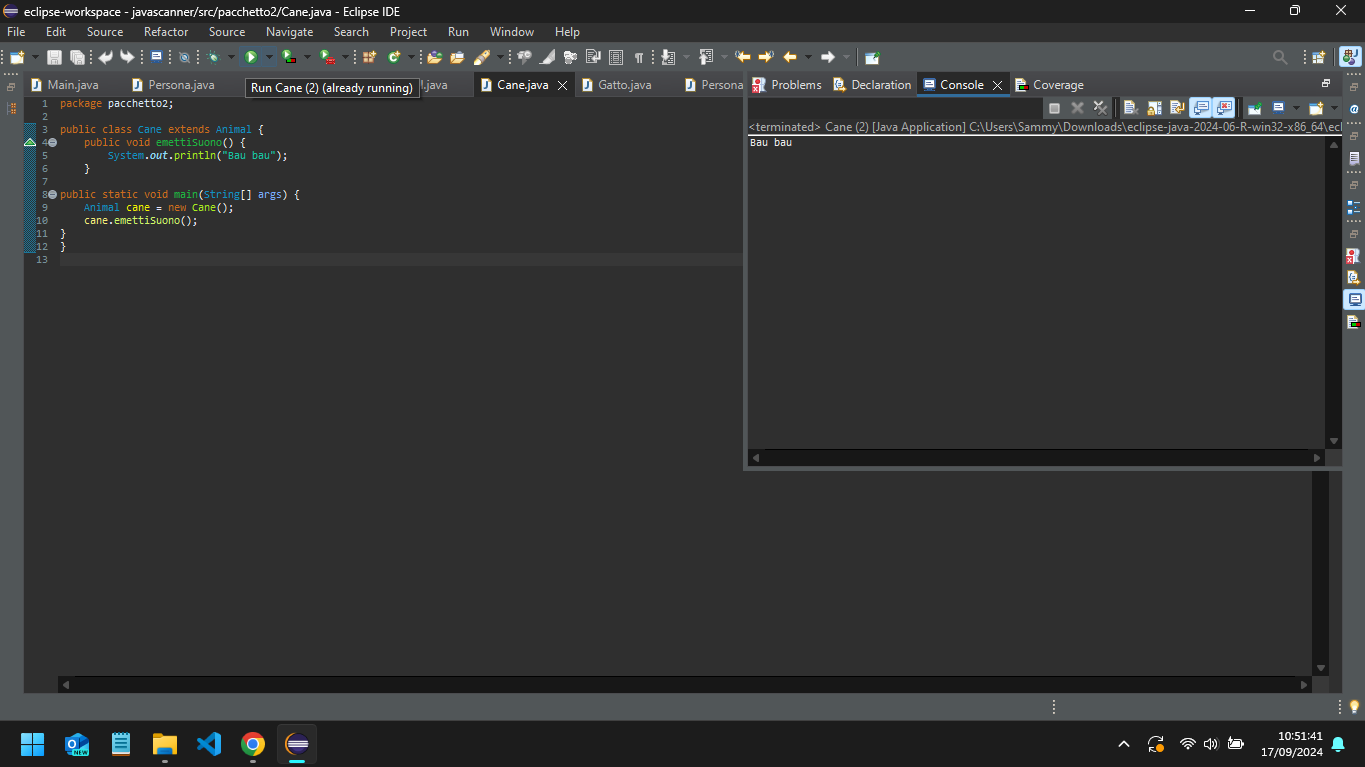 eclipse-workspace - javascanner/src/pacchetto2/Cane.java - Eclipse IDE
File Edit Source Refactor Source Navigate Search Project Run Window Help
Main.java Persona.java l.java Cane.java Gatto.java Persona
Run Cane (2) (already running)
1 package pacchetto2;
2
3 public class Cane extends Animal {
4 public void emettiSuono() {
5 System.out.println("Bau bau");
6 }
7
8 public static void main(String[] args) {
9 Animal cane = new Cane();
10 cane.emettiSuono();
11 }
12 }
13
Problems Declaration Console Coverage
<terminated> Cane (2) [Java Application] C:\Users\Sammy\Downloads\eclipse-java-2024-06-R-win32-x86_64\ecl
Bau bau
NEW
10:51:41
17/09/2024